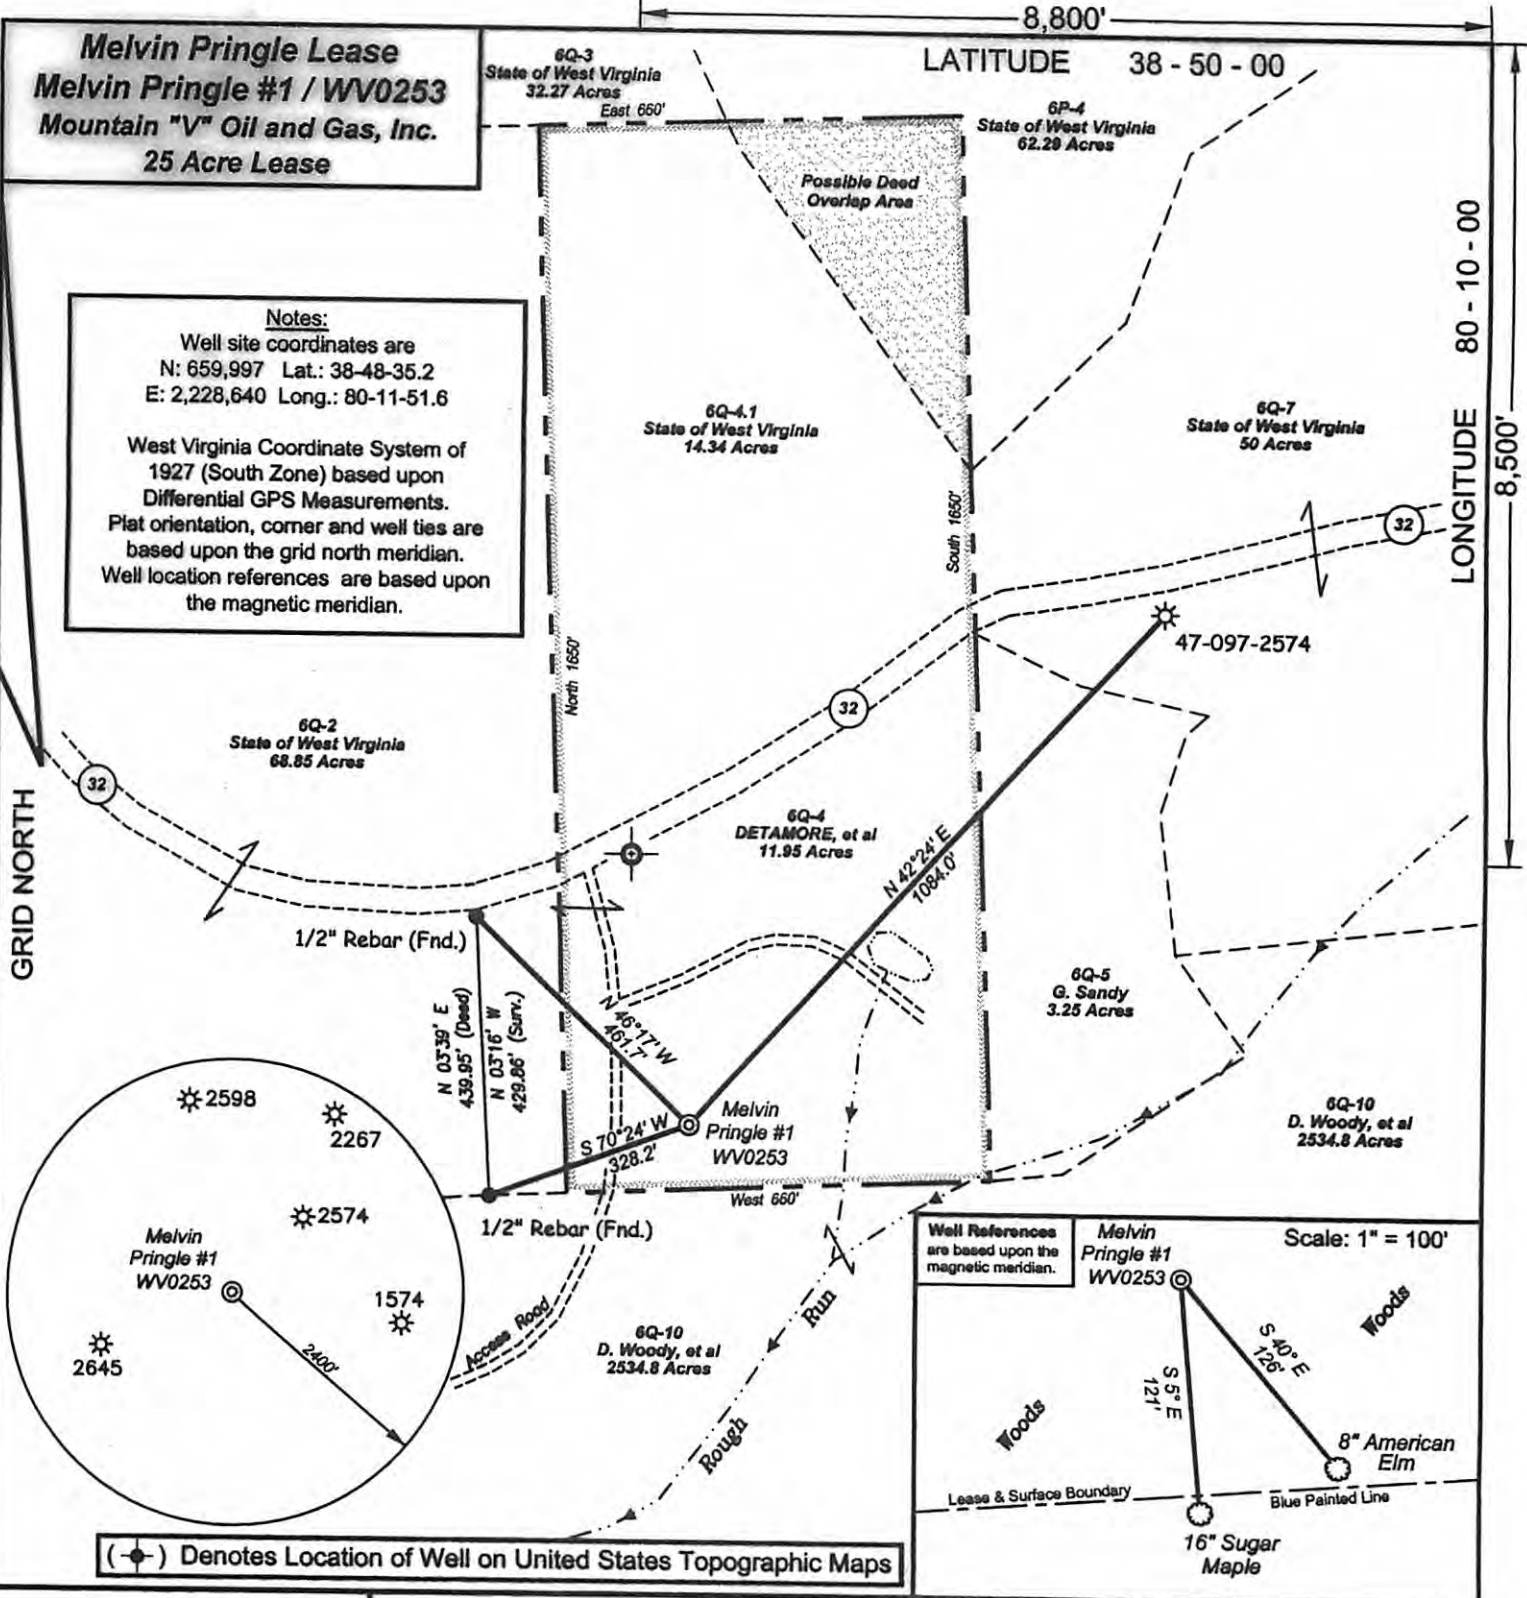 8,800'
Melvin Pringle Lease
Melvin Pringle #1 / WV0253
Mountain "V" Oil and Gas, Inc.
25 Acre Lease
6Q-3
State of West Virginia
32.27 Acres
East 660'
LATITUDE 38 - 50 - 00
6P-4
State of West Virginia
62.29 Acres
Possible Deed
Overlap Area
LONGITUDE 80 - 10 - 00
8,500'
Notes:
Well site coordinates are
N: 659,997 Lat.: 38-48-35.2
E: 2,228,640 Long.: 80-11-51.6
West Virginia Coordinate System of
1927 (South Zone) based upon
Differential GPS Measurements.
Plat orientation, corner and well ties are
based upon the grid north meridian.
Well location references are based upon
the magnetic meridian.
6Q-4.1
State of West Virginia
14.34 Acres
6Q-7
State of West Virginia
50 Acres
South 1650'
32
47-097-2574
North 1650'
6Q-2
State of West Virginia
68.85 Acres
32
32
GRID NORTH
6Q-4
DETAMORE, et al
11.95 Acres
N 42°24' E
1084.0'
1/2" Rebar (Fnd.)
N 03°39' E
439.95' (Deed)
N 03°16' W
429.86' (Surv.)
N 46°17' W
461.7'
6Q-5
G. Sandy
3.25 Acres
Melvin
Pringle #1
WV0253
S 70°24' W
328.2'
West 660'
1/2" Rebar (Fnd.)
6Q-10
D. Woody, et al
2534.8 Acres
2598
2267
2574
Melvin
Pringle #1
WV0253
1574
2645
2400'
Access Road
6Q-10
D. Woody, et al
2534.8 Acres
Run
Rough
Well References
are based upon the
magnetic meridian.
Melvin
Pringle #1
WV0253
Scale: 1" = 100'
Woods
S 40° E
126'
S 5° E
121'
Woods
8" American
Elm
Lease & Surface Boundary
Blue Painted Line
16" Sugar
Maple
( ) Denotes Location of Well on United States Topographic Maps